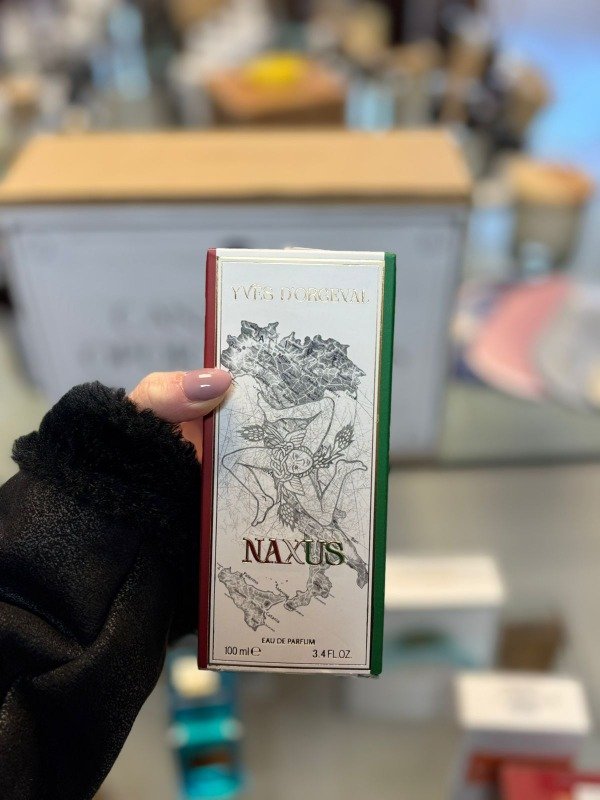 YVES D'ORGEVAL
NAXUS
EAU DE PARFUM
100 ml ℮ 3.4 FL.OZ.